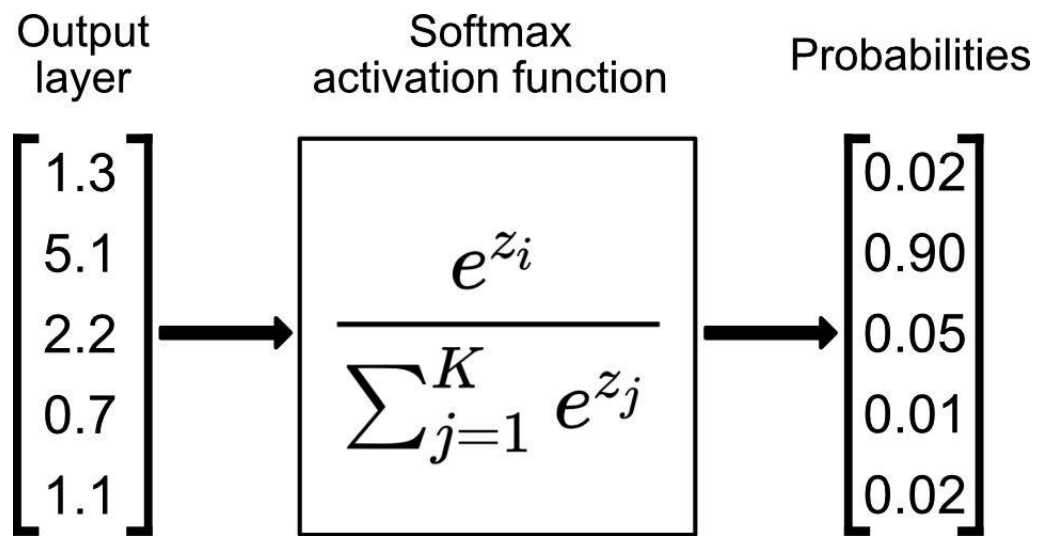 Output
layer
Softmax
activation function
Probabilities
1.3
5.1
2.2
0.7
1.1
e^{z_i}
∑_{j=1}^{K} e^{z_j}
0.02
0.90
0.05
0.01
0.02